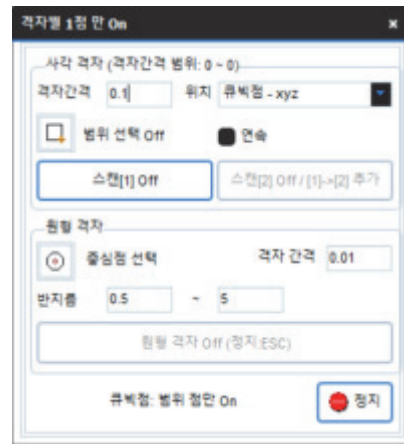 격자별 1점 만 On ×
사각 격자 (격자간격 범위: 0 ~ 0)
격자간격 0.1 위치 큐빅점 - xyz
범위 선택 Off 연속
스캔[1] Off 스캔[2] Off / [1]->[2] 추가
원형 격자
중심점 선택 격자 간격 0.01
반지름 0.5 ~ 5
원형 격자 Off (정지:ESC)
큐빅점: 범위 점만 On 정지